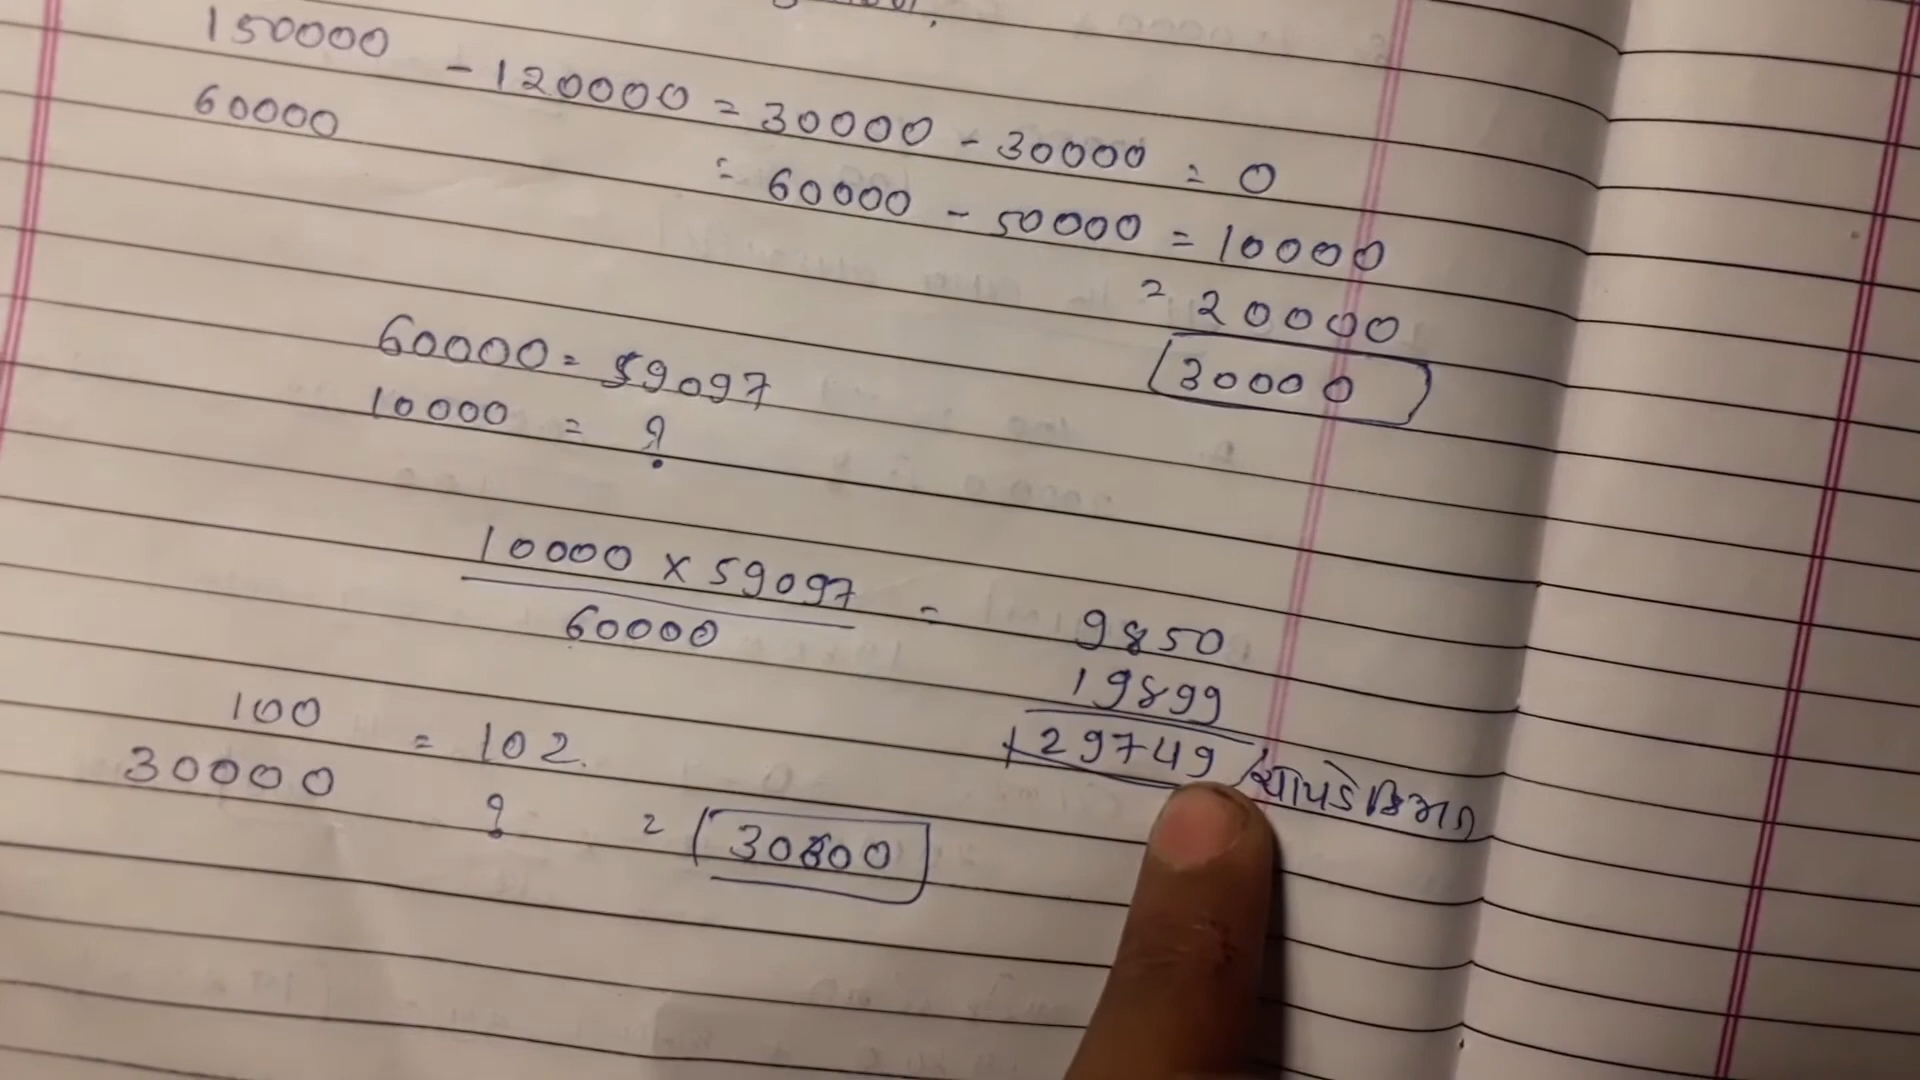 150000 - 120000 = 30000 - 30000 = 0
60000 = 60000 - 50000 = 10000
= 20000
30000
60000 = 59097
10000 = ?
10000 x 59097
60000
= 9850
19899
29749
100 = 102
30000 ? = 30600